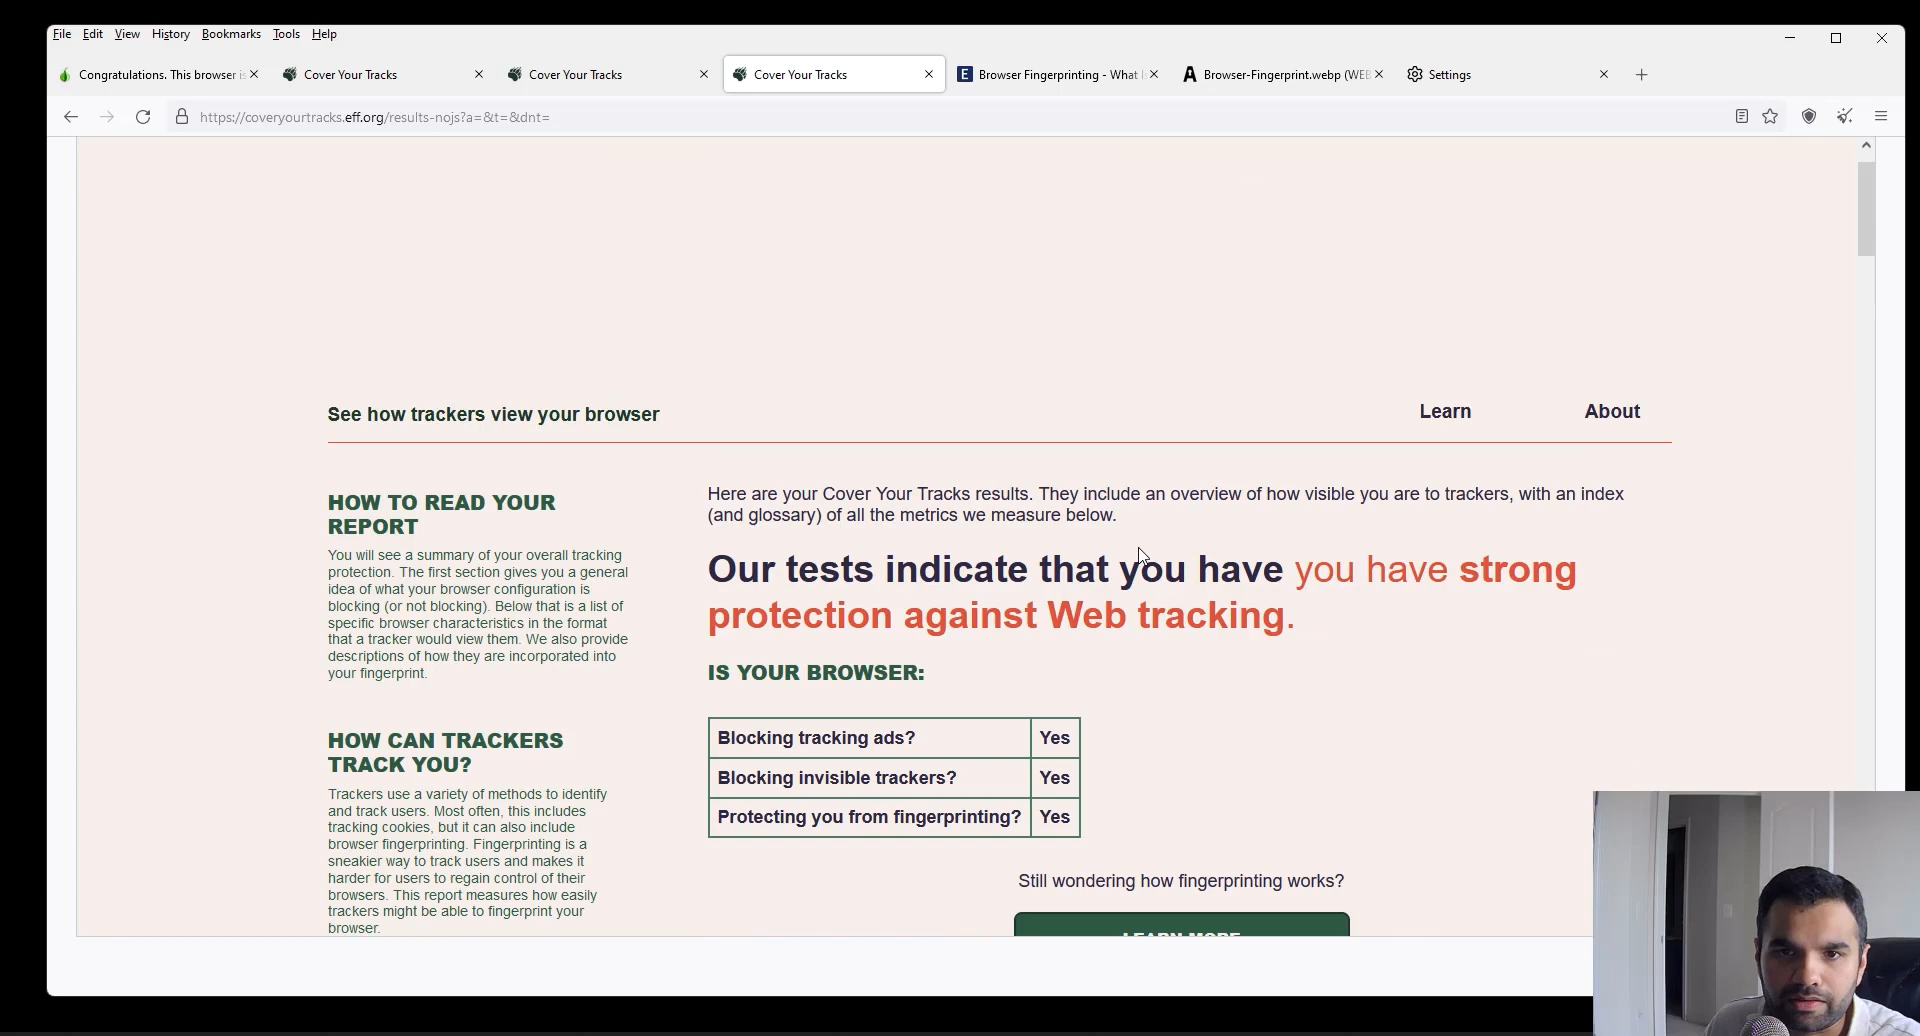 File Edit View History Bookmarks Tools Help
Congratulations. This browser is
Cover Your Tracks
Cover Your Tracks
Cover Your Tracks
Browser Fingerprinting - What I
Browser-Fingerprint.webp (WEB
Settings
https://coveryourtracks.eff.org/results-nojs?a=&t=&dnt=
See how trackers view your browser
Learn
About
HOW TO READ YOUR
REPORT
You will see a summary of your overall tracking
protection. The first section gives you a general
idea of what your browser configuration is
blocking (or not blocking). Below that is a list of
specific browser characteristics in the format
that a tracker would view them. We also provide
descriptions of how they are incorporated into
your fingerprint.
HOW CAN TRACKERS
TRACK YOU?
Trackers use a variety of methods to identify
and track users. Most often, this includes
tracking cookies, but it can also include
browser fingerprinting. Fingerprinting is a
sneakier way to track users and makes it
harder for users to regain control of their
browsers. This report measures how easily
trackers might be able to fingerprint your
browser.
Here are your Cover Your Tracks results. They include an overview of how visible you are to trackers, with an index
(and glossary) of all the metrics we measure below.
Our tests indicate that you have you have strong
protection against Web tracking.
IS YOUR BROWSER:
Blocking tracking ads? Yes
Blocking invisible trackers? Yes
Protecting you from fingerprinting? Yes
Still wondering how fingerprinting works?
LEARN MORE